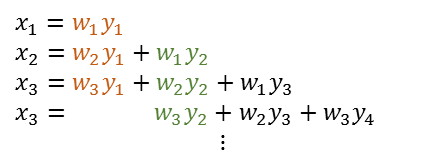 x₁ = w₁y₁
x₂ = w₂y₁ + w₁y₂
x₃ = w₃y₁ + w₂y₂ + w₁y₃
x₃ = w₃y₂ + w₂y₃ + w₃y₄
⋮